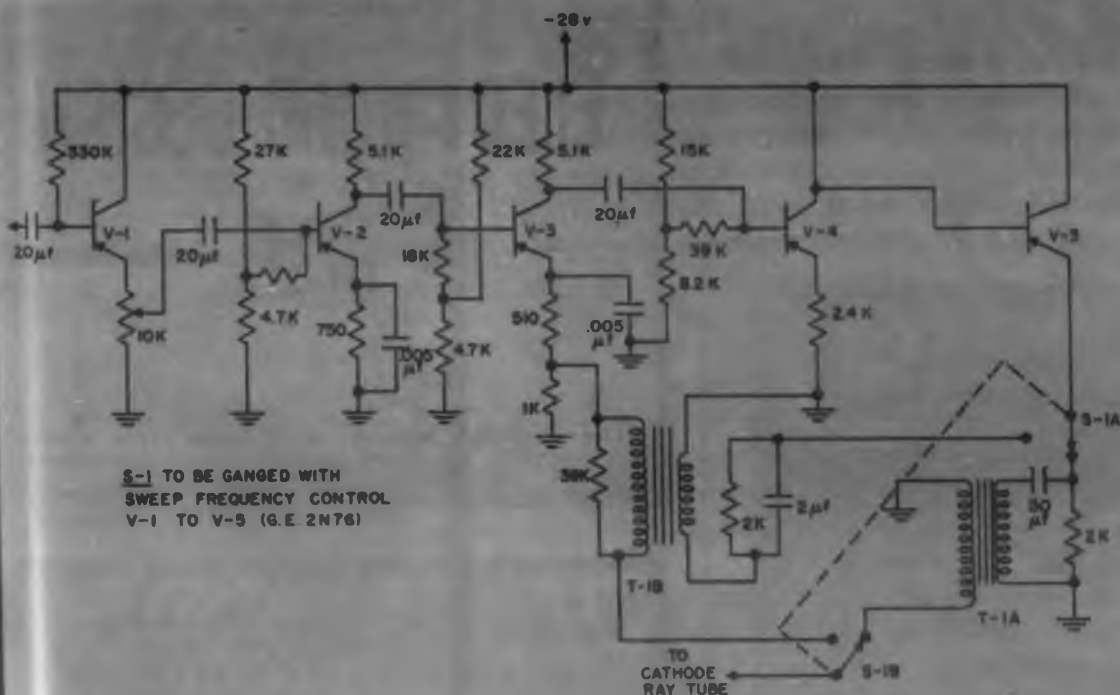 -28v
330K
27K
5.1K
22K
5.1K
15K
V-1
V-2
V-3
V-4
V-5
20µf
20µf
20µf
20µf
18K
39K
8.2K
10K
4.7K
750
.005
µf
4.7K
510
.005
µf
2.4K
1K
S-1A
S-1 TO BE GANGED WITH
SWEEP FREQUENCY CONTROL
V-1 TO V-5 (G.E. 2N76)
2K
2µf
µf
2K
T-1B
T-1A
TO
CATHODE
RAY TUBE
S-1B